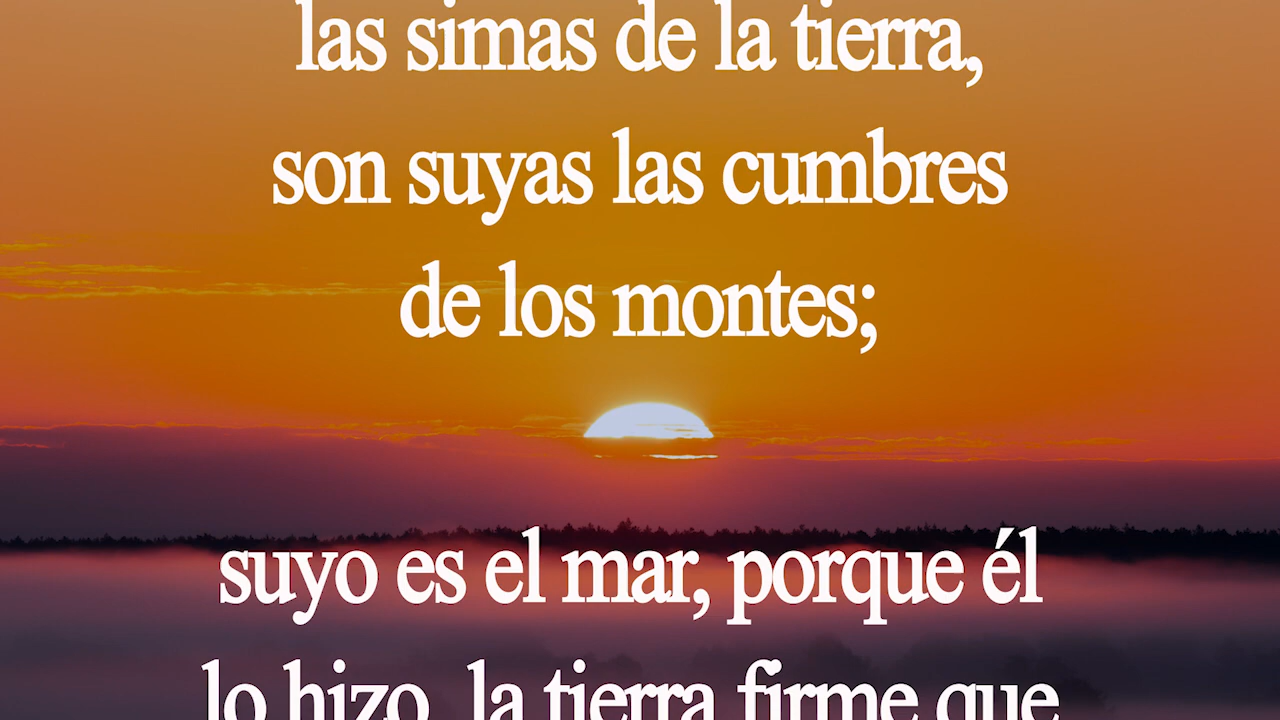 las simas de la tierra,
son suyas las cumbres
de los montes;
suyo es el mar, porque él
lo hizo, la tierra firme que